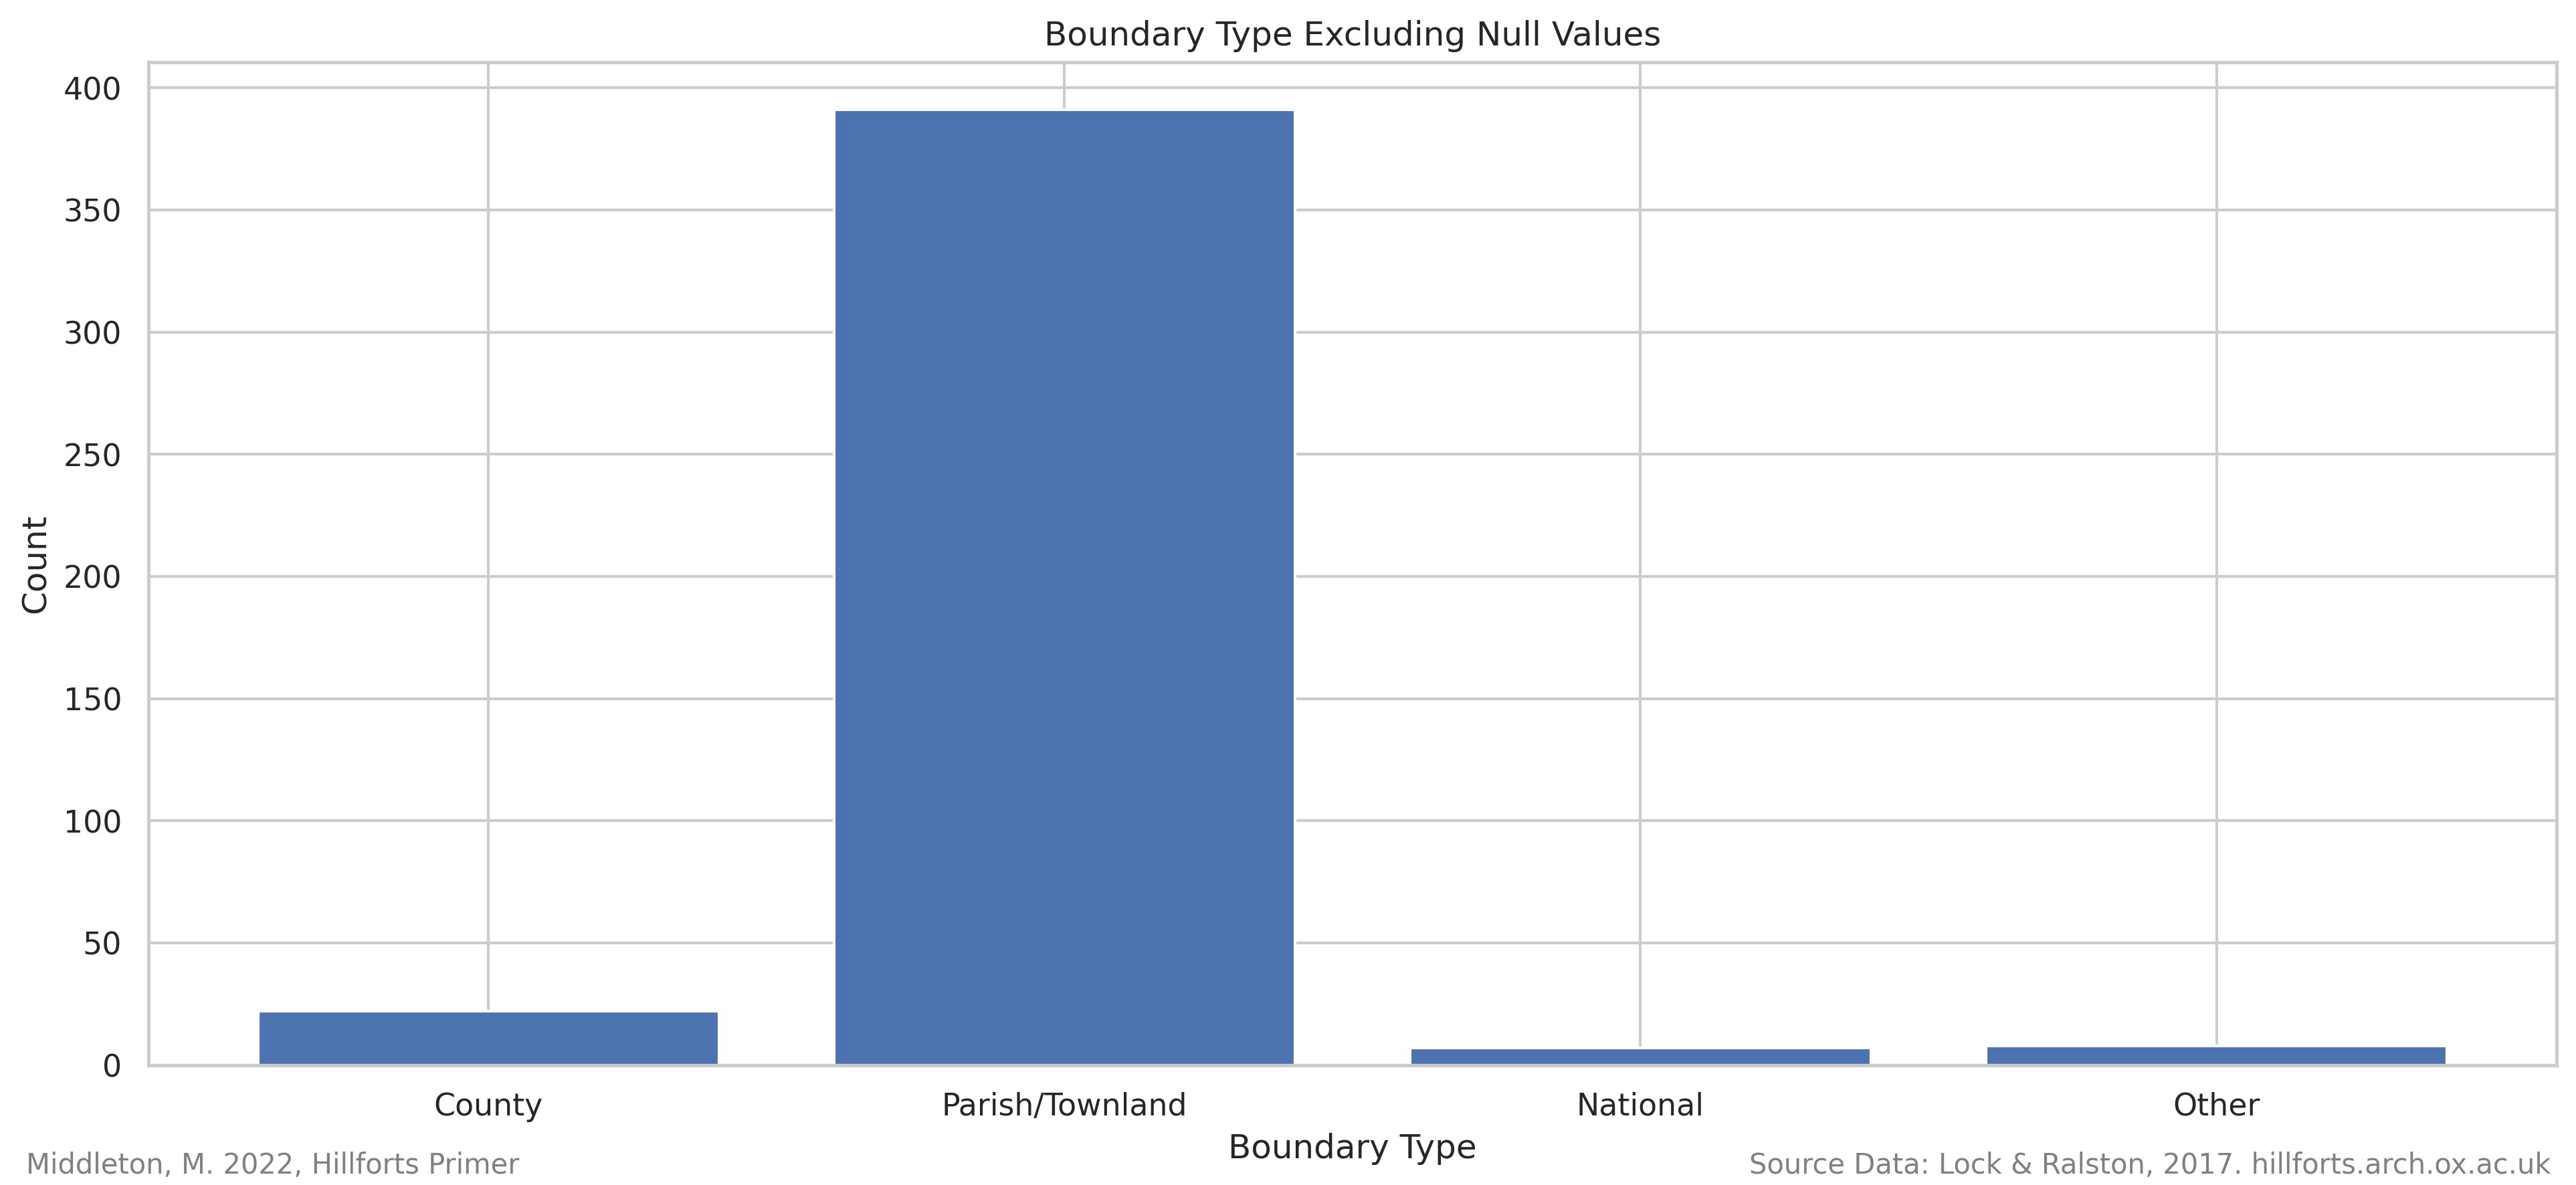 Boundary Type Excluding Null Values
400
350
300
250
200
150
100
50
0
Count
County
Parish/Townland
National
Other
Boundary Type
Middleton, M. 2022, Hillforts Primer
Source Data: Lock & Ralston, 2017. hillforts.arch.ox.ac.uk